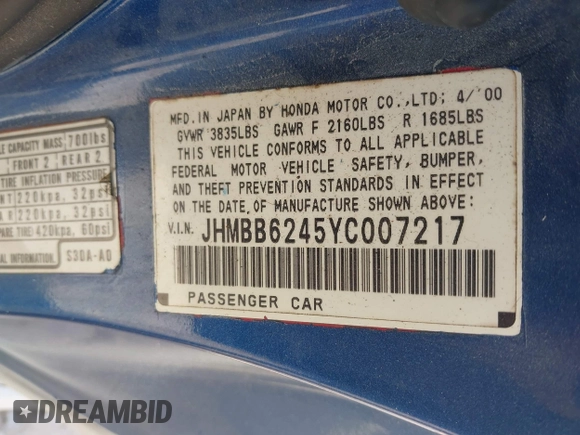 MFD. IN JAPAN BY HONDA MOTOR CO.,LTD; 4/'00
GVWR 3835LBS GAWR F 2160LBS R 1685LBS
THIS VEHICLE CONFORMS TO ALL APPLICABLE
FEDERAL MOTOR VEHICLE SAFETY, BUMPER,
AND THEFT PREVENTION STANDARDS IN EFFECT
ON THE DATE OF MANUFACTURE SHOWN ABOVE:
V.I.N. JHMBB6245YC007217
PASSENGER CAR
CAPACITY MASS 700lbs
FRONT 2 REAR 2
TIRE INFLATION PRESSURE
220kpa, 32psi
220kpa, 32psi
TIRE: 420kpa, 60psi
S30A-A0
DREAMBID